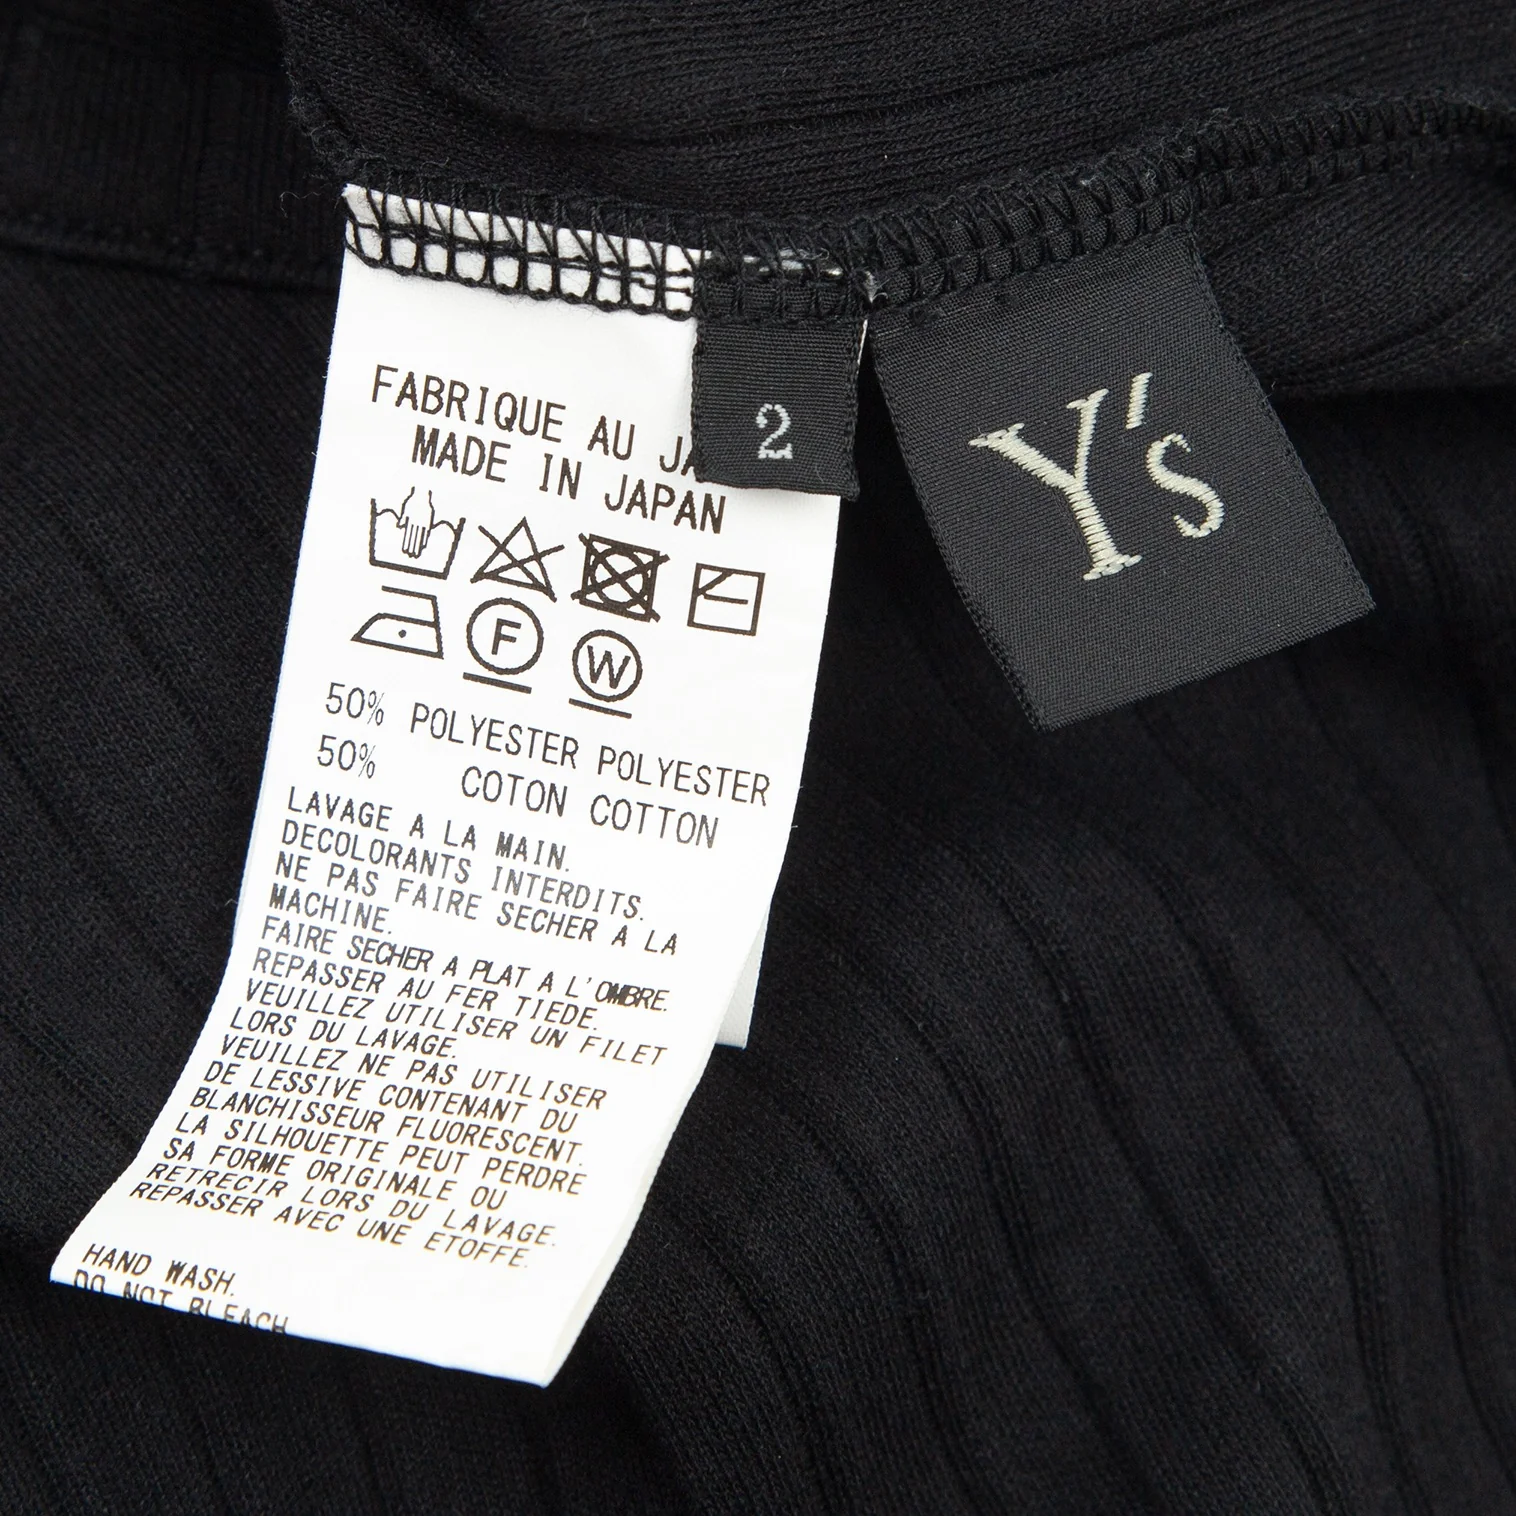 FABRIQUE AU
MADE IN JAPAN
2
Y's
F
W
50% POLYESTER POLYESTER
50% COTON COTTON
LAVAGE A LA MAIN.
DECOLORANTS INTERDITS.
NE PAS FAIRE SECHER A LA
MACHINE.
FAIRE SECHER A PLAT A L'OMBRE.
REPASSER AU FER TIEDE.
VEUILLEZ UTILISER UN FILET
LORS DU LAVAGE.
VEUILLEZ NE PAS UTILISER
DE LESSIVE CONTENANT DU
BLANCHISSEUR FLUORESCENT.
LA SILHOUETTE PEUT PERDRE
SA FORME ORIGINALE OU
RETRECIR LORS DU LAVAGE.
REPASSER AVEC UNE ETOFFE.
HAND WASH.
DO NOT BLEACH